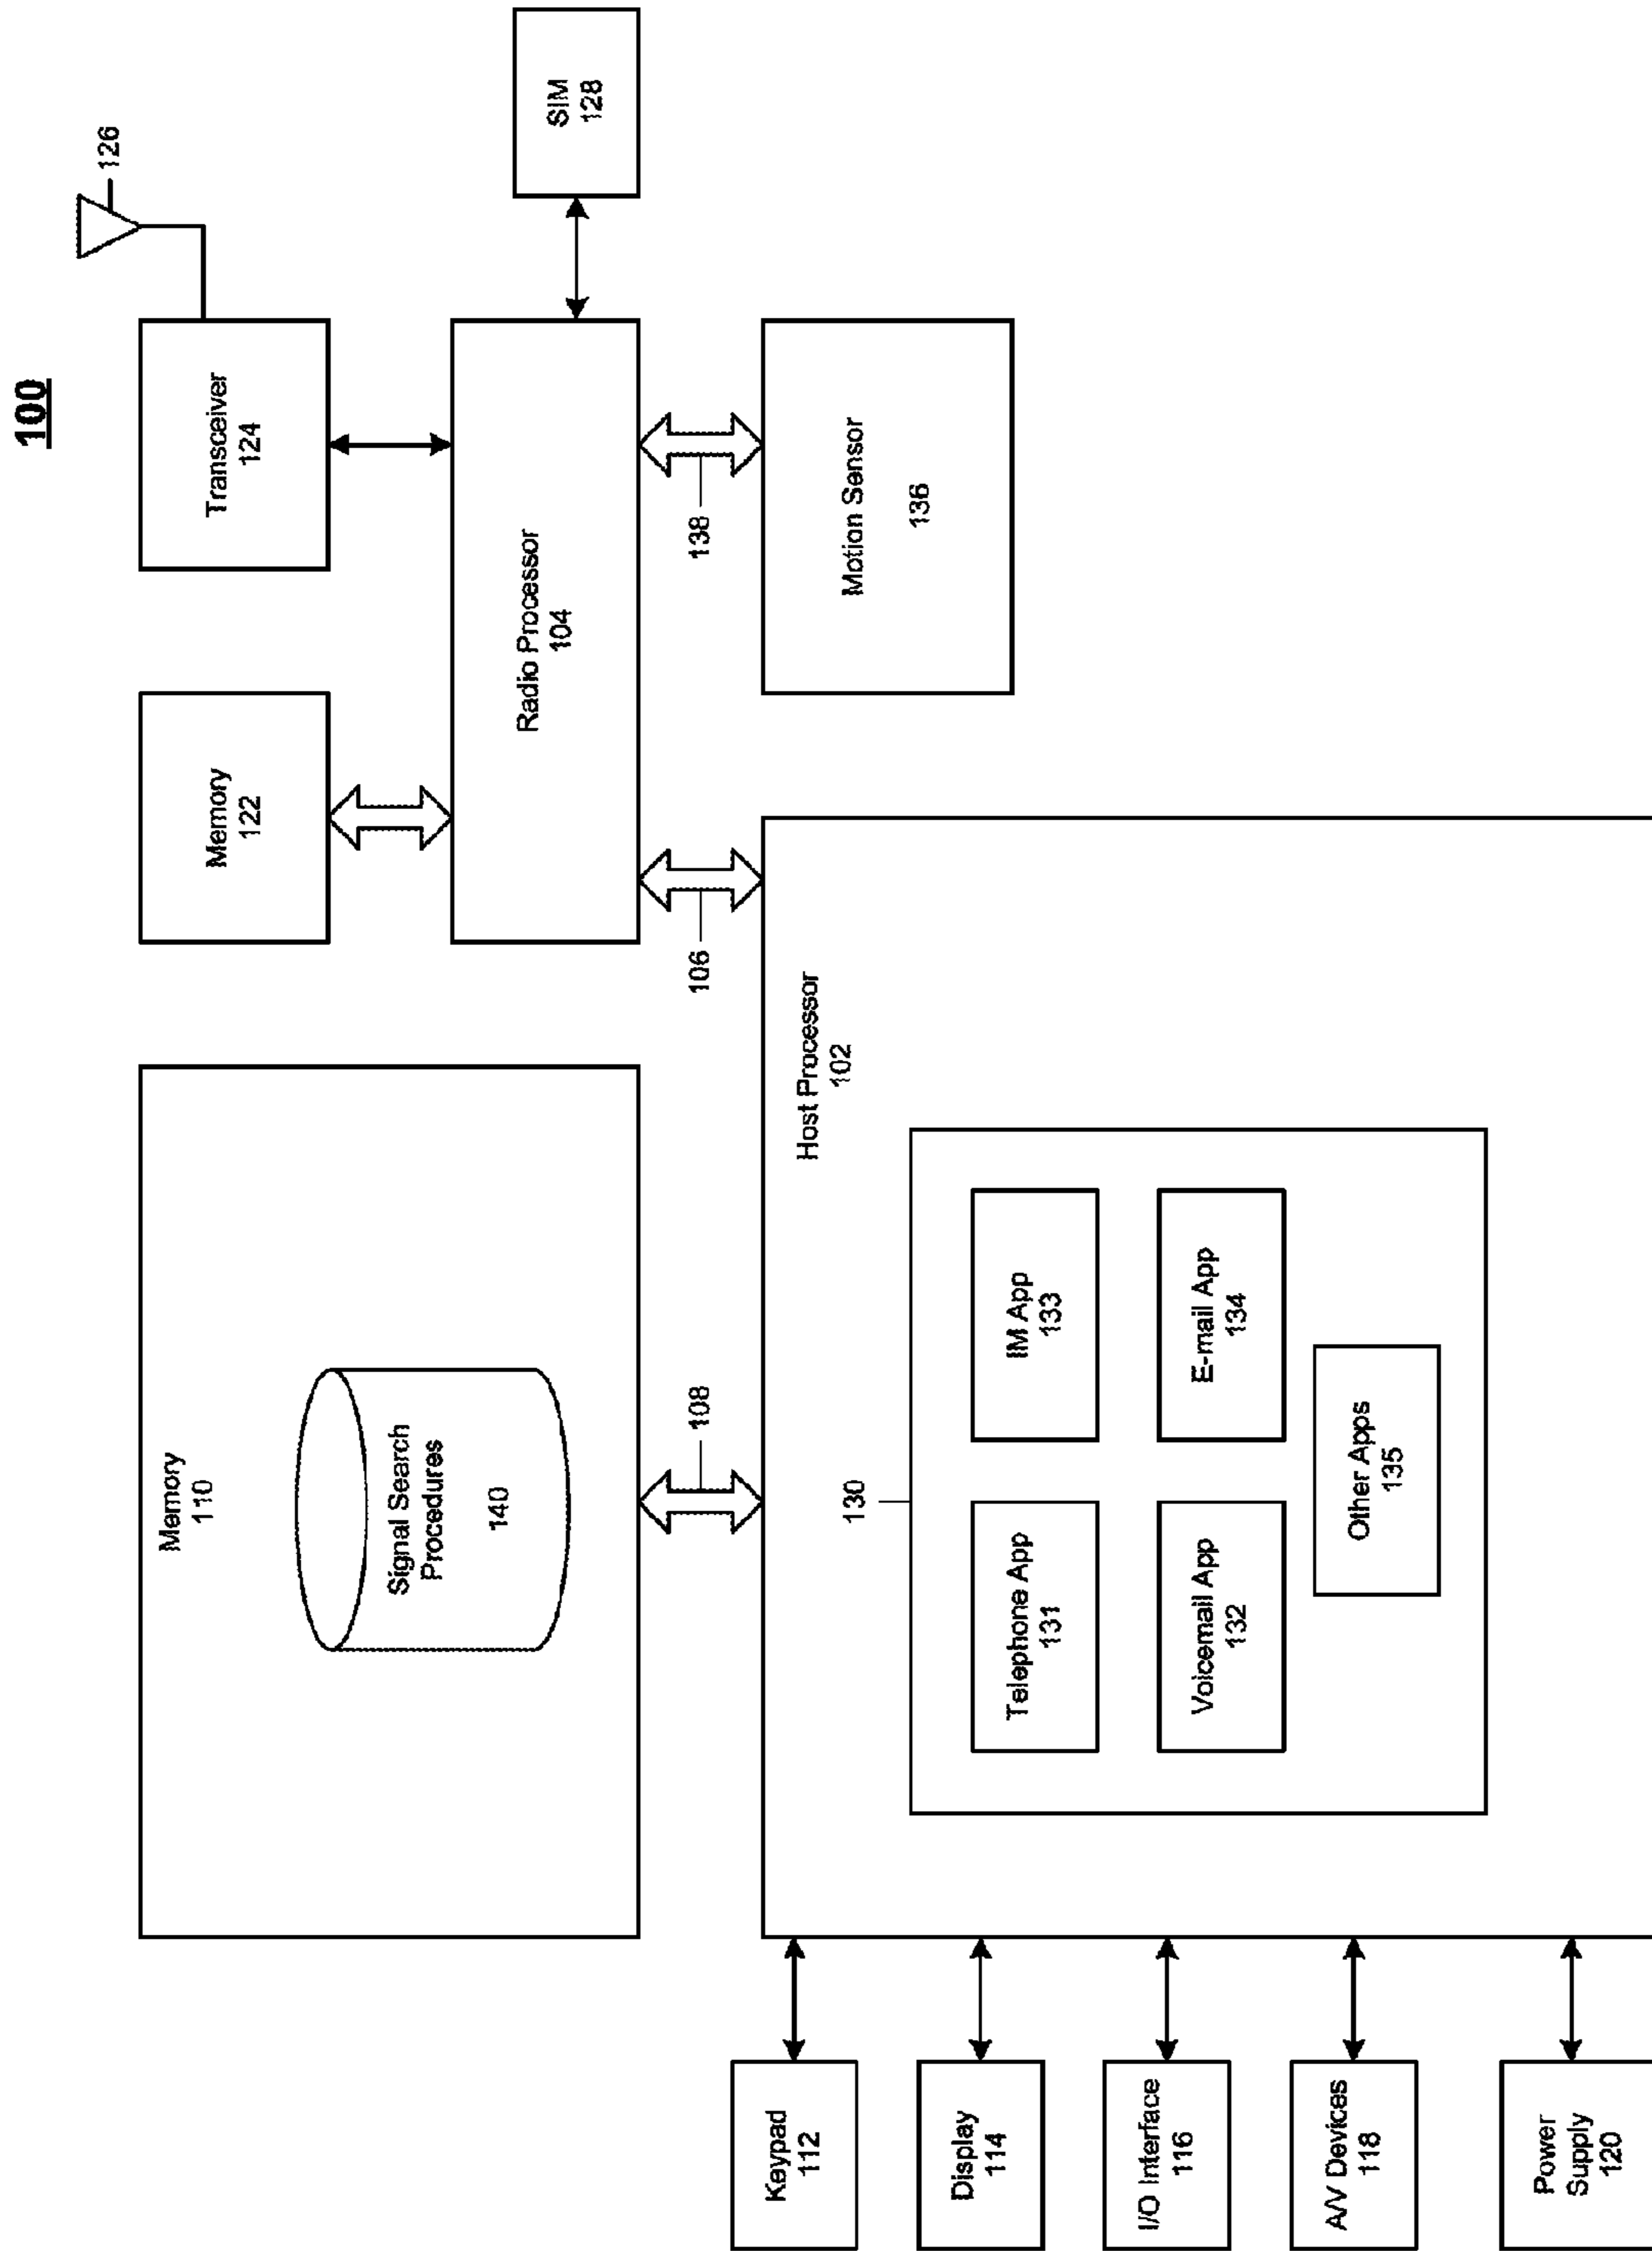 100
126
Memory
110
Signal Search
Procedures
140
Memory
122
Transceiver
124
Radio Processor
104
SIM
128
108
106
138
Motion Sensor
136
Host Processor
102
130
Telephone App
131
IM App
133
Voicemail App
132
E-mail App
134
Other Apps
135
Keypad
112
Display
114
I/O Interface
116
A/V Devices
118
Power
Supply
120